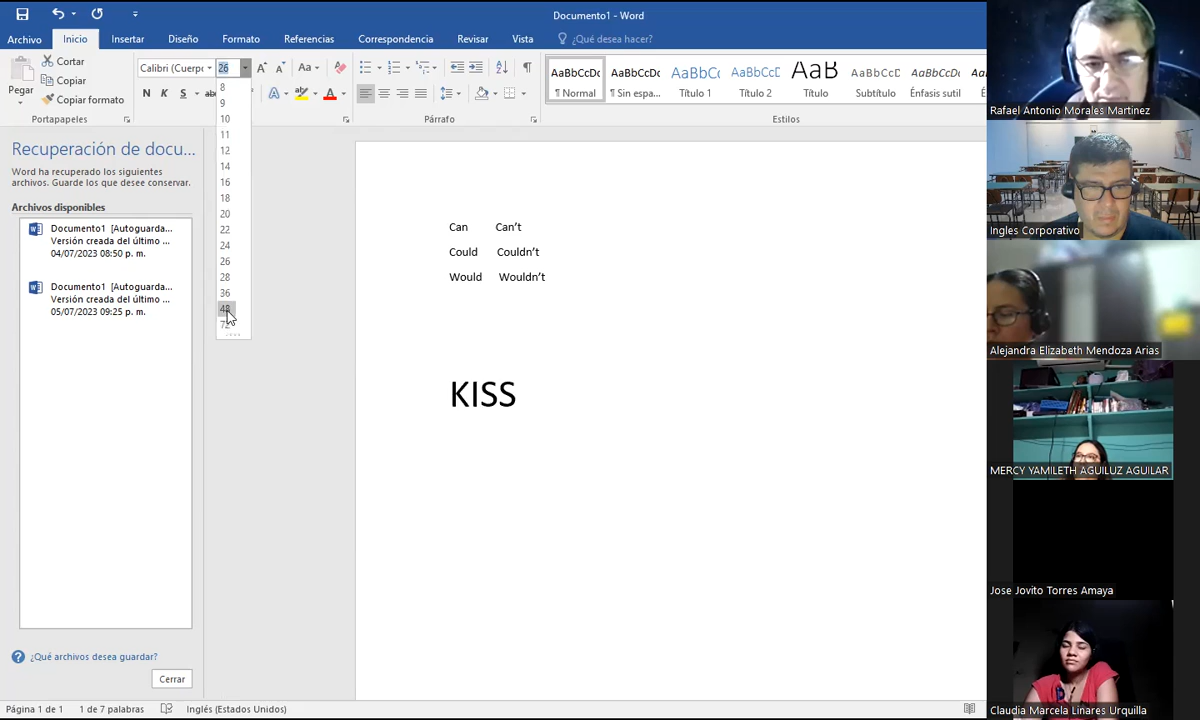 Documento1 - Word
Archivo Inicio Insertar Diseño Formato Referencias Correspondencia Revisar Vista ¿Qué desea hacer?
Pegar
Cortar
Copiar
Copiar formato
Portapapeles
Calibri (Cuerpo 26
N K S
Aa
Párrafo
AaBbCcDc
¶ Normal
AaBbCcDc
¶ Sin espa...
AaBbCc
Título 1
AaBbCcD
Título 2
AaB
Título
AaBbCcD
Subtítulo
AaBbCcDc
Énfasis sutil
Estilos
8
9
10
11
12
14
16
18
20
22
24
26
28
36
48
72
Recuperación de docu...
Word ha recuperado los siguientes
archivos. Guarde los que desee conservar.
Archivos disponibles
Documento1 [Autoguarda...
Versión creada del último ...
04/07/2023 08:50 p. m.
Documento1 [Autoguarda...
Versión creada del último ...
05/07/2023 09:25 p. m.
¿Qué archivos desea guardar?
Cerrar
Can Can’t
Could Couldn’t
Would Wouldn’t
KISS
Página 1 de 1 1 de 7 palabras Inglés (Estados Unidos)
Rafael Antonio Morales Martinez
Ingles Corporativo
Alejandra Elizabeth Mendoza Arias
MERCY YAMILETH AGUILUZ AGUILAR
Jose Jovito Torres Amaya
Claudia Marcela Linares Urquilla